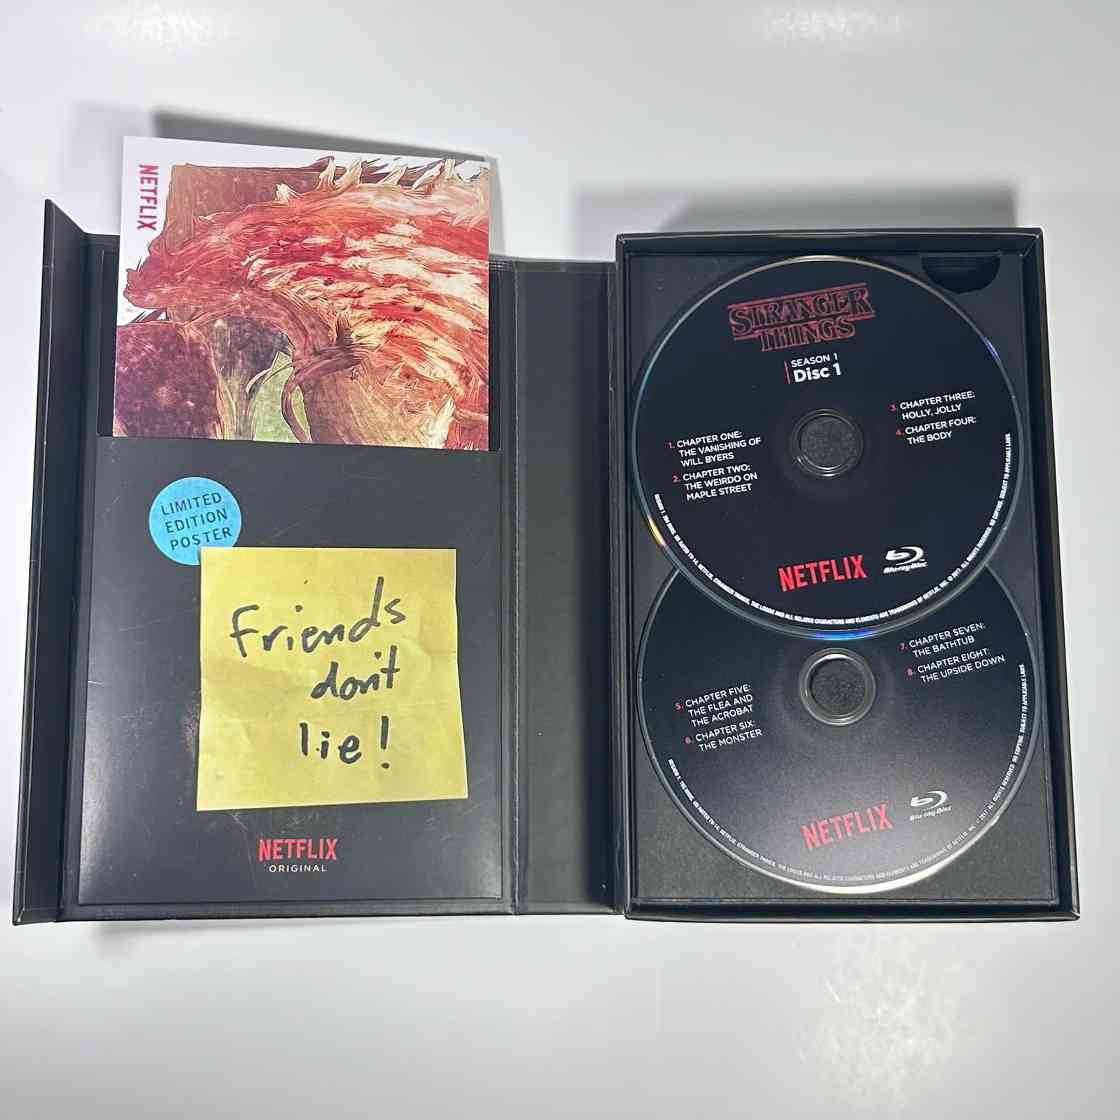 NETFLIX
LIMITED
EDITION
POSTER
Friends
don't
lie!
NETFLIX
ORIGINAL
STRANGER
THINGS
SEASON 1
Disc 1
1. CHAPTER ONE:
THE VANISHING OF
WILL BYERS
2. CHAPTER TWO:
THE WEIRDO ON
MAPLE STREET
3. CHAPTER THREE:
HOLLY, JOLLY
4. CHAPTER FOUR:
THE BODY
NETFLIX
Blu-ray Disc
5. CHAPTER FIVE:
THE FLEA AND
THE ACROBAT
6. CHAPTER SIX:
THE MONSTER
7. CHAPTER SEVEN:
THE BATHTUB
8. CHAPTER EIGHT:
THE UPSIDE DOWN
NETFLIX
Blu-ray Disc